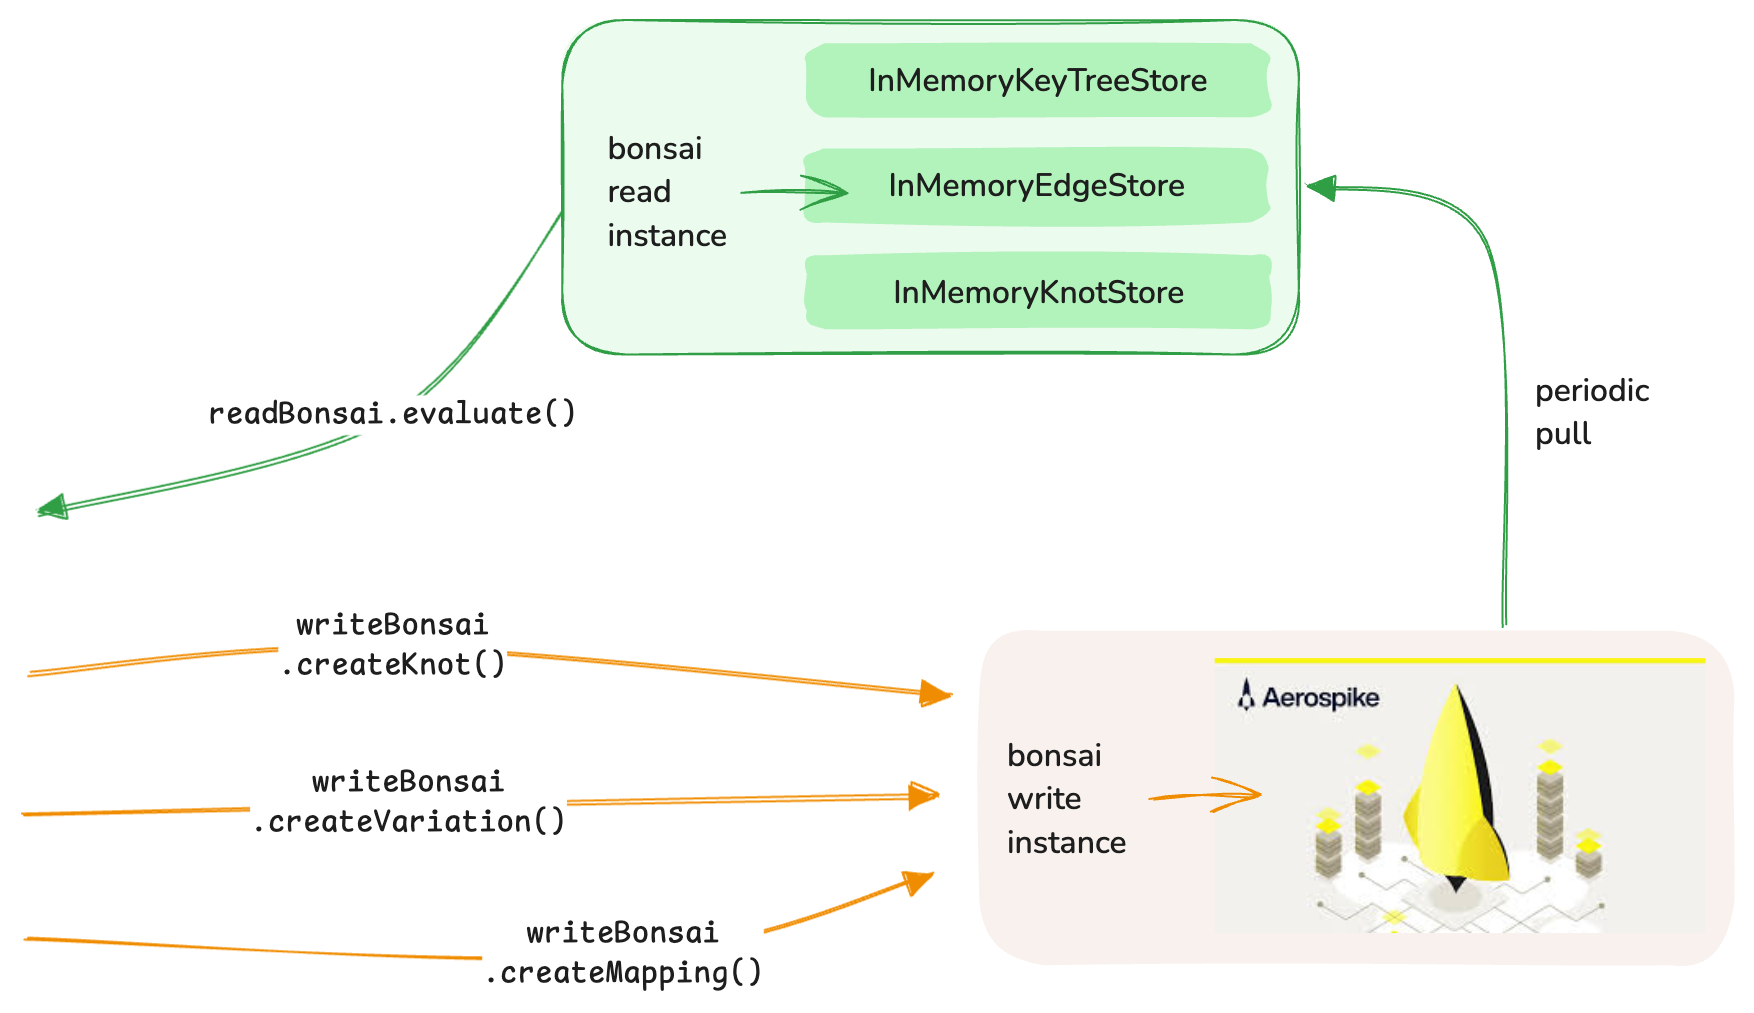 InMemoryKeyTreeStore
bonsai
read
instance
InMemoryEdgeStore
InMemoryKnotStore
periodic
pull
readBonsai.evaluate()
writeBonsai
.createKnot()
writeBonsai
.createVariation()
writeBonsai
.createMapping()
bonsai
write
instance
Aerospike